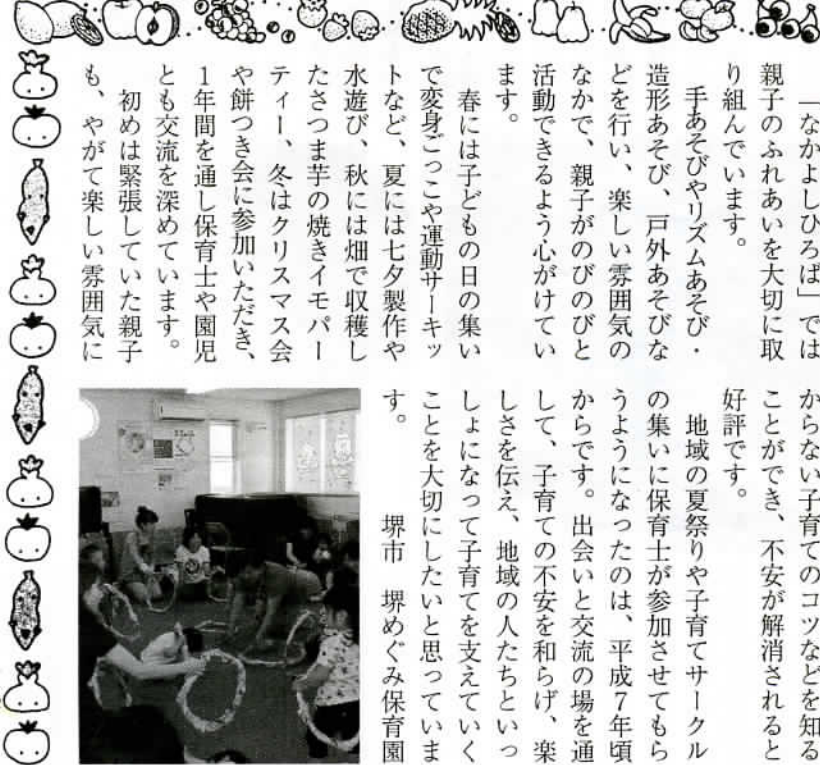 「なかよしひろば」では
親子のふれあいを大切に取
り組んでいます。
　手あそびやリズムあそび・
造形あそび、戸外あそびな
どを行い、楽しい雰囲気の
なかで、親子がのびのびと
活動できるよう心がけてい
ます。
　春には子どもの日の集い
で変身ごっこや運動サーキッ
トなど、夏には七夕製作や
水遊び、秋には畑で収穫し
たさつま芋の焼きイモパー
ティー、冬はクリスマス会
や餅つき会に参加いただき、
1年間を通し保育士や園児
とも交流を深めています。
　初めは緊張していた親子
も、やがて楽しい雰囲気に
からない子育てのコツなどを知る
ことができ、不安が解消されると
好評です。
　地域の夏祭りや子育てサークル
の集いに保育士が参加させてもら
うようになったのは、平成7年頃
からです。出会いと交流の場を通
して、子育ての不安を和らげ、楽
しさを伝え、地域の人たちといっ
しょになって子育てを支えていく
ことを大切にしたいと思っていま
す。　　　堺市　堺めぐみ保育園